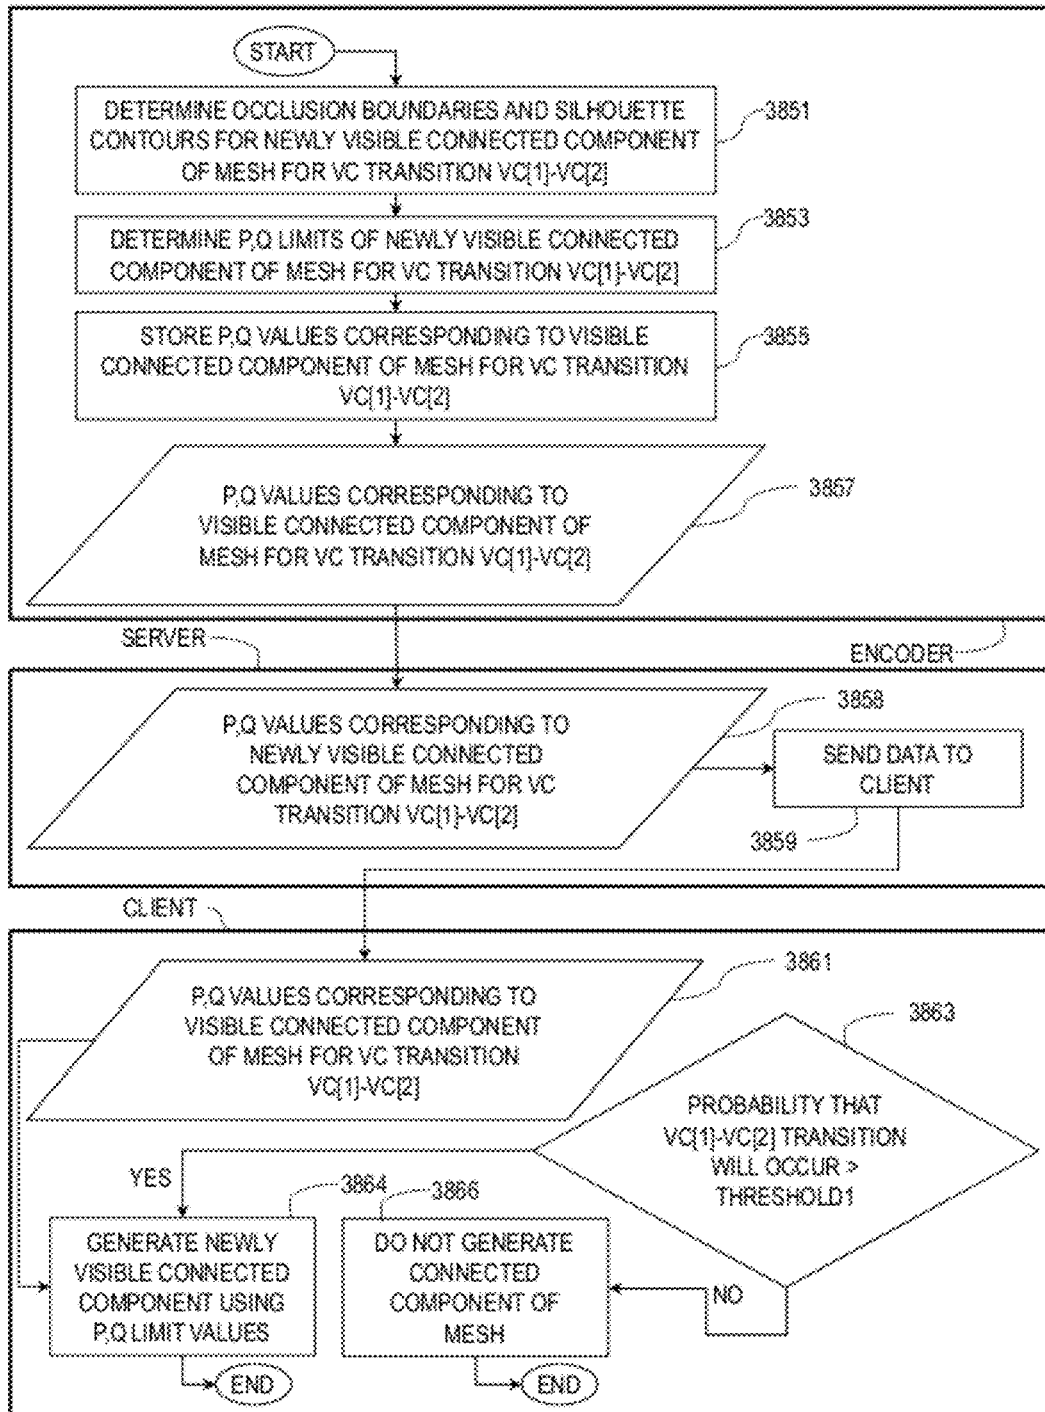 START
DETERMINE OCCLUSION BOUNDARIES AND SILHOUETTE
CONTOURS FOR NEWLY VISIBLE CONNECTED COMPONENT
OF MESH FOR VC TRANSITION VC[1]-VC[2]
3851
DETERMINE P,Q LIMITS OF NEWLY VISIBLE CONNECTED
COMPONENT OF MESH FOR VC TRANSITION VC[1]-VC[2]
3853
STORE P,Q VALUES CORRESPONDING TO VISIBLE
CONNECTED COMPONENT OF MESH FOR VC TRANSITION
VC[1]-VC[2]
3855
P,Q VALUES CORRESPONDING TO
VISIBLE CONNECTED COMPONENT OF
MESH FOR VC TRANSITION VC[1]-VC[2]
3857
SERVER
ENCODER
P,Q VALUES CORRESPONDING TO
NEWLY VISIBLE CONNECTED
COMPONENT OF MESH FOR VC
TRANSITION VC[1]-VC[2]
3858
SEND DATA TO
CLIENT
3859
CLIENT
P,Q VALUES CORRESPONDING TO
VISIBLE CONNECTED COMPONENT
OF MESH FOR VC TRANSITION
VC[1]-VC[2]
3861
3863
PROBABILITY THAT
VC[1]-VC[2] TRANSITION
WILL OCCUR >
THRESHOLD1
YES
3864
3866
GENERATE NEWLY
VISIBLE CONNECTED
COMPONENT USING
P,Q LIMIT VALUES
DO NOT GENERATE
CONNECTED
COMPONENT OF
MESH
NO
END
END